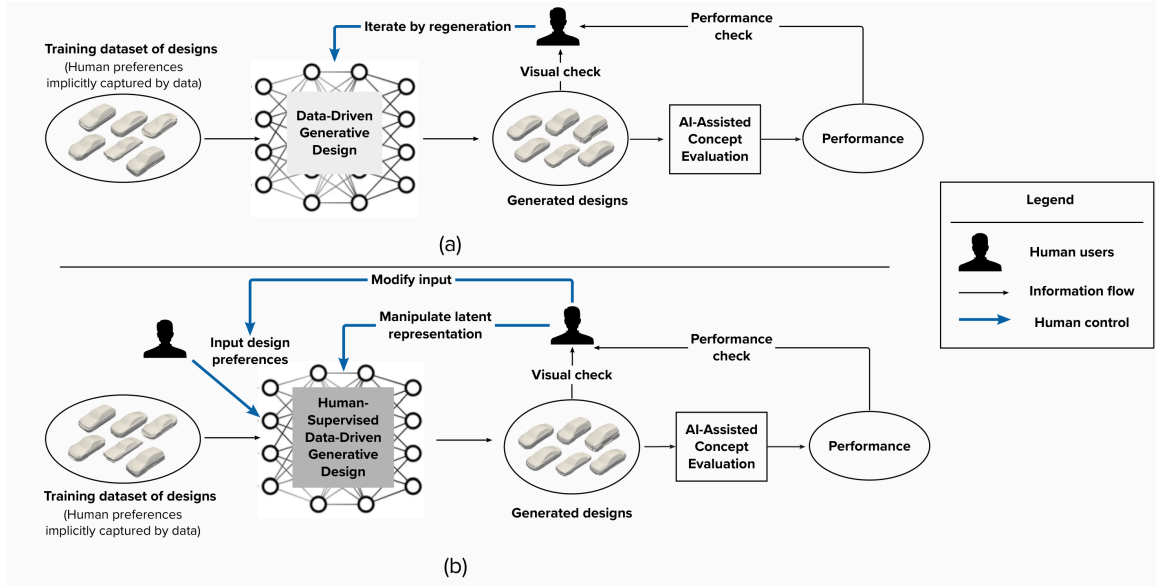 Iterate by regeneration
Performance
check
Training dataset of designs
(Human preferences
implicitly captured by data)
Visual check
Data-Driven
Generative
Design
AI-Assisted
Concept
Evaluation
Performance
Generated designs
(a)
Legend
Human users
Information flow
Human control
Modify input
Manipulate latent
representation
Input design
preferences
Performance
check
Visual check
Human-
Supervised
Data-Driven
Generative
Design
AI-Assisted
Concept
Evaluation
Performance
Training dataset of designs
(Human preferences
implicitly captured by data)
Generated designs
(b)